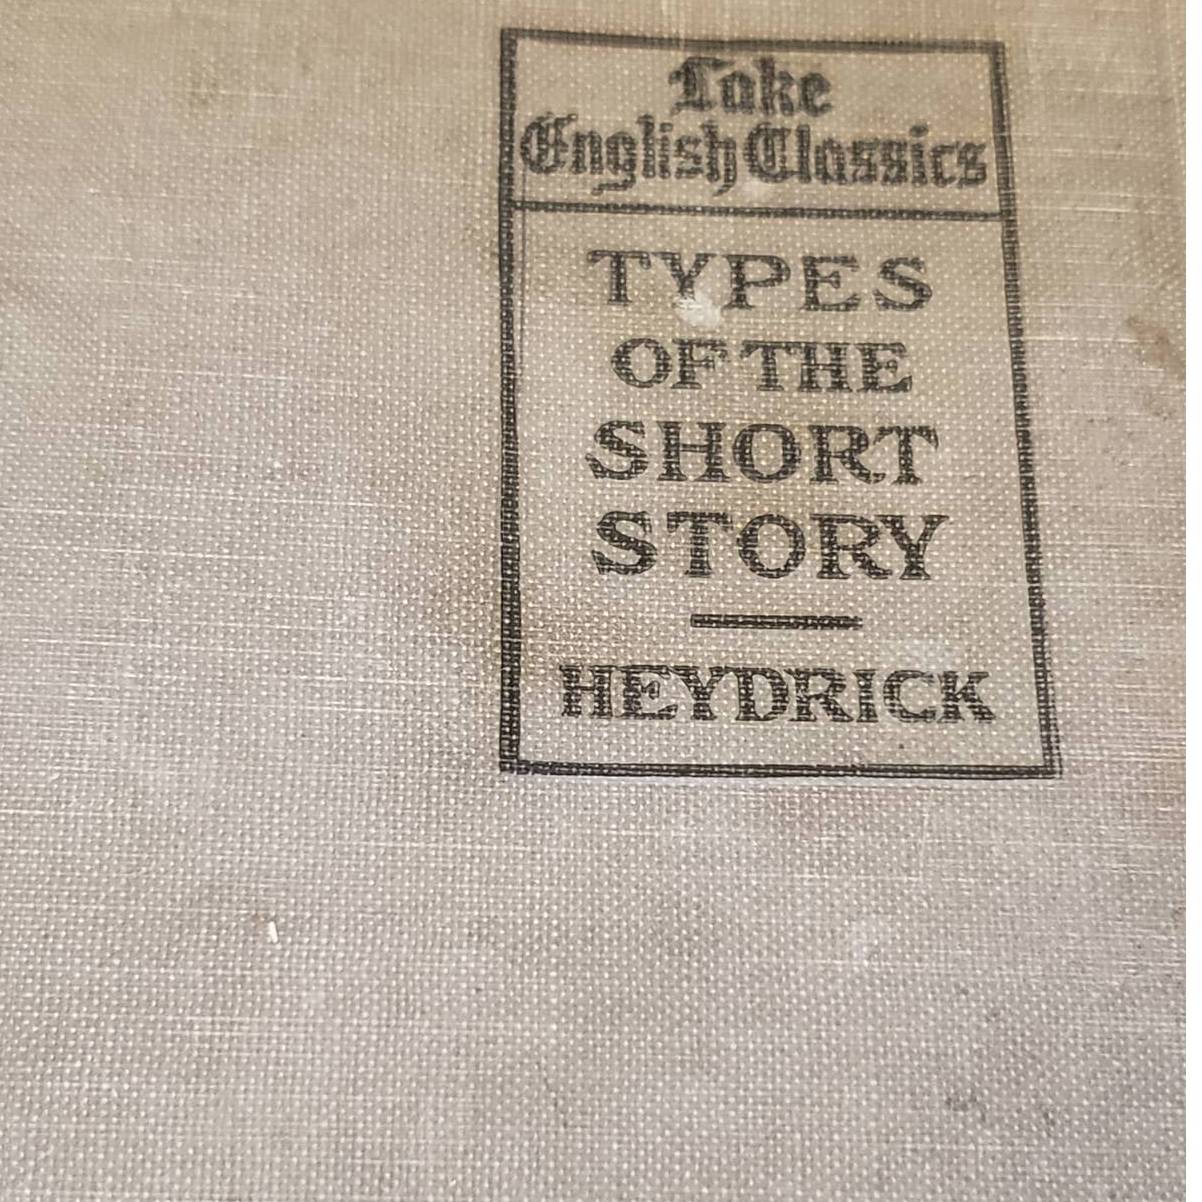 Lake
English Classics
TYPES
OF THE
SHORT
STORY
HEYDRICK